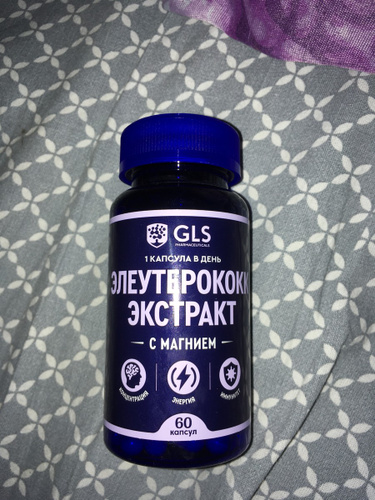 GLS
PHARMACEUTICALS
1 КАПСУЛА В ДЕНЬ
ЭЛЕУТЕРОКОКК
ЭКСТРАКТ
С МАГНИЕМ
КОНЦЕНТРАЦИЯ
ЭНЕРГИЯ
ИММУНИТЕТ
60
капсул